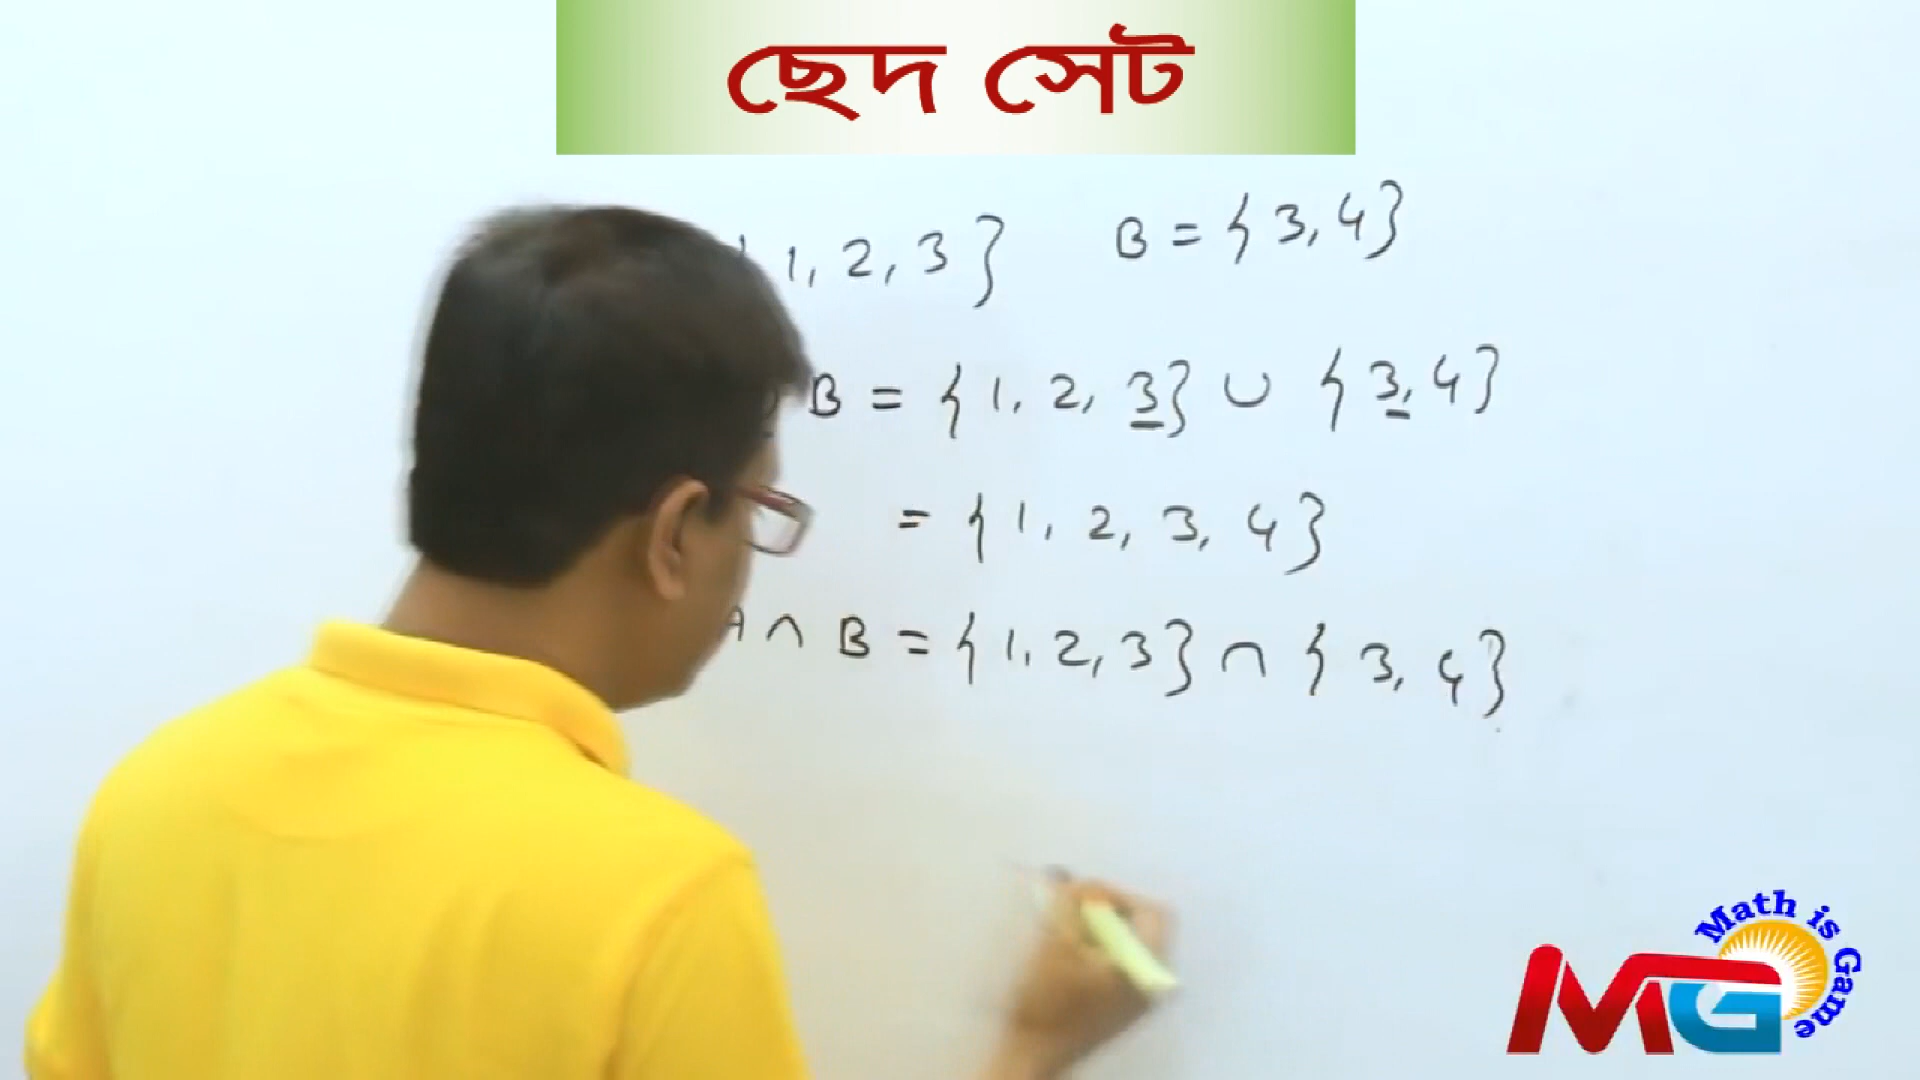 ছেদ সেট
1, 2, 3} B = {3, 4}
B = {1, 2, 3} ∪ {3, 4}
= {1, 2, 3, 4}
A ∩ B = {1, 2, 3} ∩ {3, 4}
Math is Game
MG